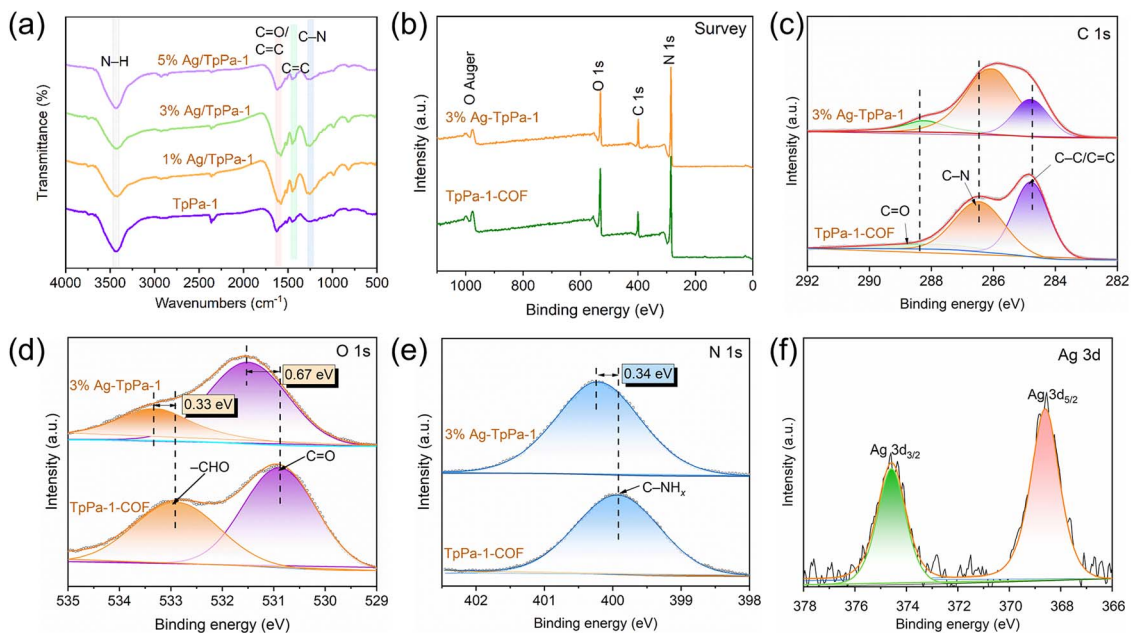 (a)
C=O/
C=C
C–N
N–H
C=C
5% Ag/TpPa-1
3% Ag/TpPa-1
1% Ag/TpPa-1
TpPa-1
Transmittance (%)
4000 3500 3000 2500 2000 1500 1000 500
Wavenumbers (cm⁻¹)
(b)
Survey
O Auger
O 1s
C 1s
N 1s
3% Ag-TpPa-1
TpPa-1-COF
Intensity (a.u.)
1000 800 600 400 200 0
Binding energy (eV)
(c)
C 1s
3% Ag-TpPa-1
C–C/C=C
C–N
C=O
TpPa-1-COF
Intensity (a.u.)
292 290 288 286 284 282
Binding energy (eV)
(d)
O 1s
3% Ag-TpPa-1
0.67 eV
0.33 eV
–CHO
C=O
TpPa-1-COF
Intensity (a.u.)
535 534 533 532 531 530 529
Binding energy (eV)
(e)
N 1s
0.34 eV
3% Ag-TpPa-1
C–NHₓ
TpPa-1-COF
Intensity (a.u.)
402 401 400 399 398
Binding energy (eV)
(f)
Ag 3d
Ag 3d₅/₂
Ag 3d₃/₂
Intensity (a.u.)
378 376 374 372 370 368 366
Binding energy (eV)